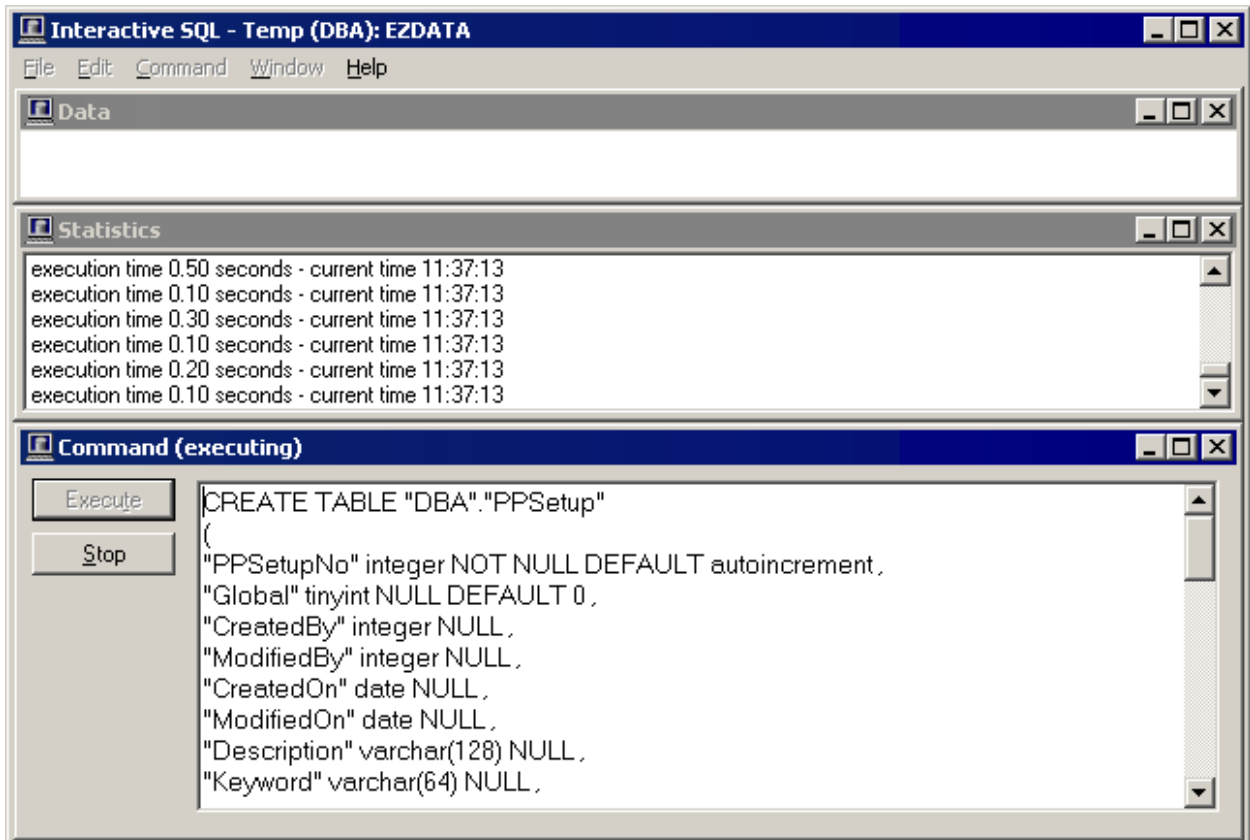 Interactive SQL - Temp (DBA): EZDATA
File Edit Command Window Help
Data
Statistics
execution time 0.50 seconds - current time 11:37:13
execution time 0.10 seconds - current time 11:37:13
execution time 0.30 seconds - current time 11:37:13
execution time 0.10 seconds - current time 11:37:13
execution time 0.20 seconds - current time 11:37:13
execution time 0.10 seconds - current time 11:37:13
Command (executing)
Execute
Stop
CREATE TABLE "DBA"."PPSetup"
(
"PPSetupNo" integer NOT NULL DEFAULT autoincrement,
"Global" tinyint NULL DEFAULT 0,
"CreatedBy" integer NULL,
"ModifiedBy" integer NULL,
"CreatedOn" date NULL,
"ModifiedOn" date NULL,
"Description" varchar(128) NULL,
"Keyword" varchar(64) NULL,